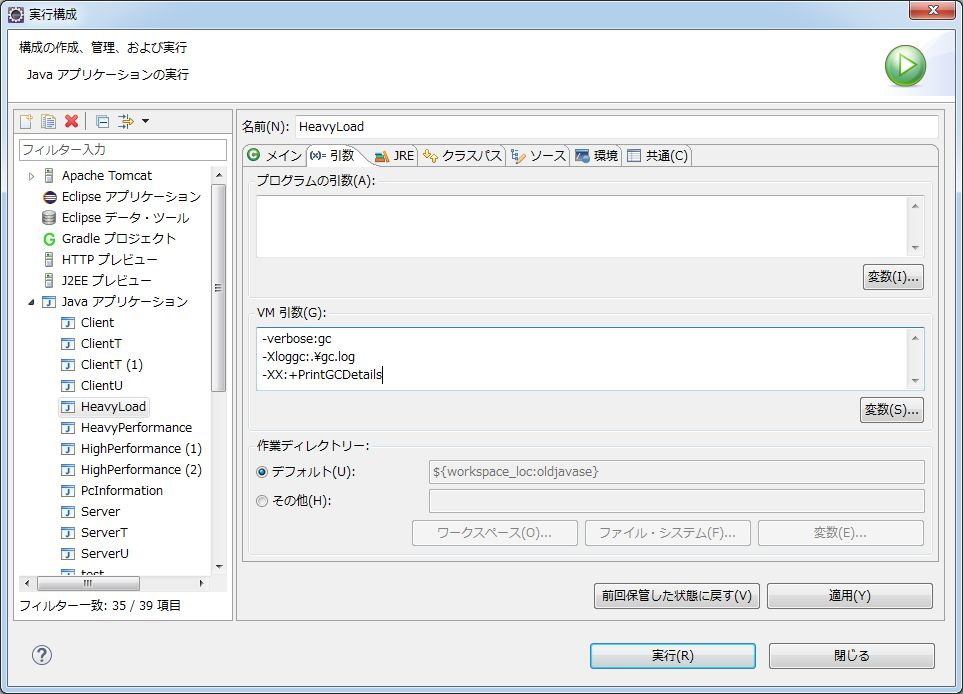 実行構成
構成の作成、管理、および実行
Java アプリケーションの実行
フィルター入力
Apache Tomcat
Eclipse アプリケーション
Eclipse データ・ツール
Gradle プロジェクト
HTTP プレビュー
J2EE プレビュー
Java アプリケーション
Client
ClientT
ClientT (1)
ClientU
HeavyLoad
HeavyPerformance
HighPerformance (1)
HighPerformance (2)
PcInformation
Server
ServerT
ServerU
test
フィルター一致: 35 / 39 項目
名前(N): HeavyLoad
メイン (x)= 引数 JRE クラスパス ソース 環境 共通(C)
プログラムの引数(A):
変数(I)...
VM 引数(G):
-verbose:gc
-Xloggc:.¥gc.log
-XX:+PrintGCDetails
変数(S)...
作業ディレクトリー:
デフォルト(U): ${workspace_loc:oldjavase}
その他(H):
ワークスペース(O)... ファイル・システム(F)... 変数(E)...
前回保管した状態に戻す(V) 適用(Y)
実行(R) 閉じる